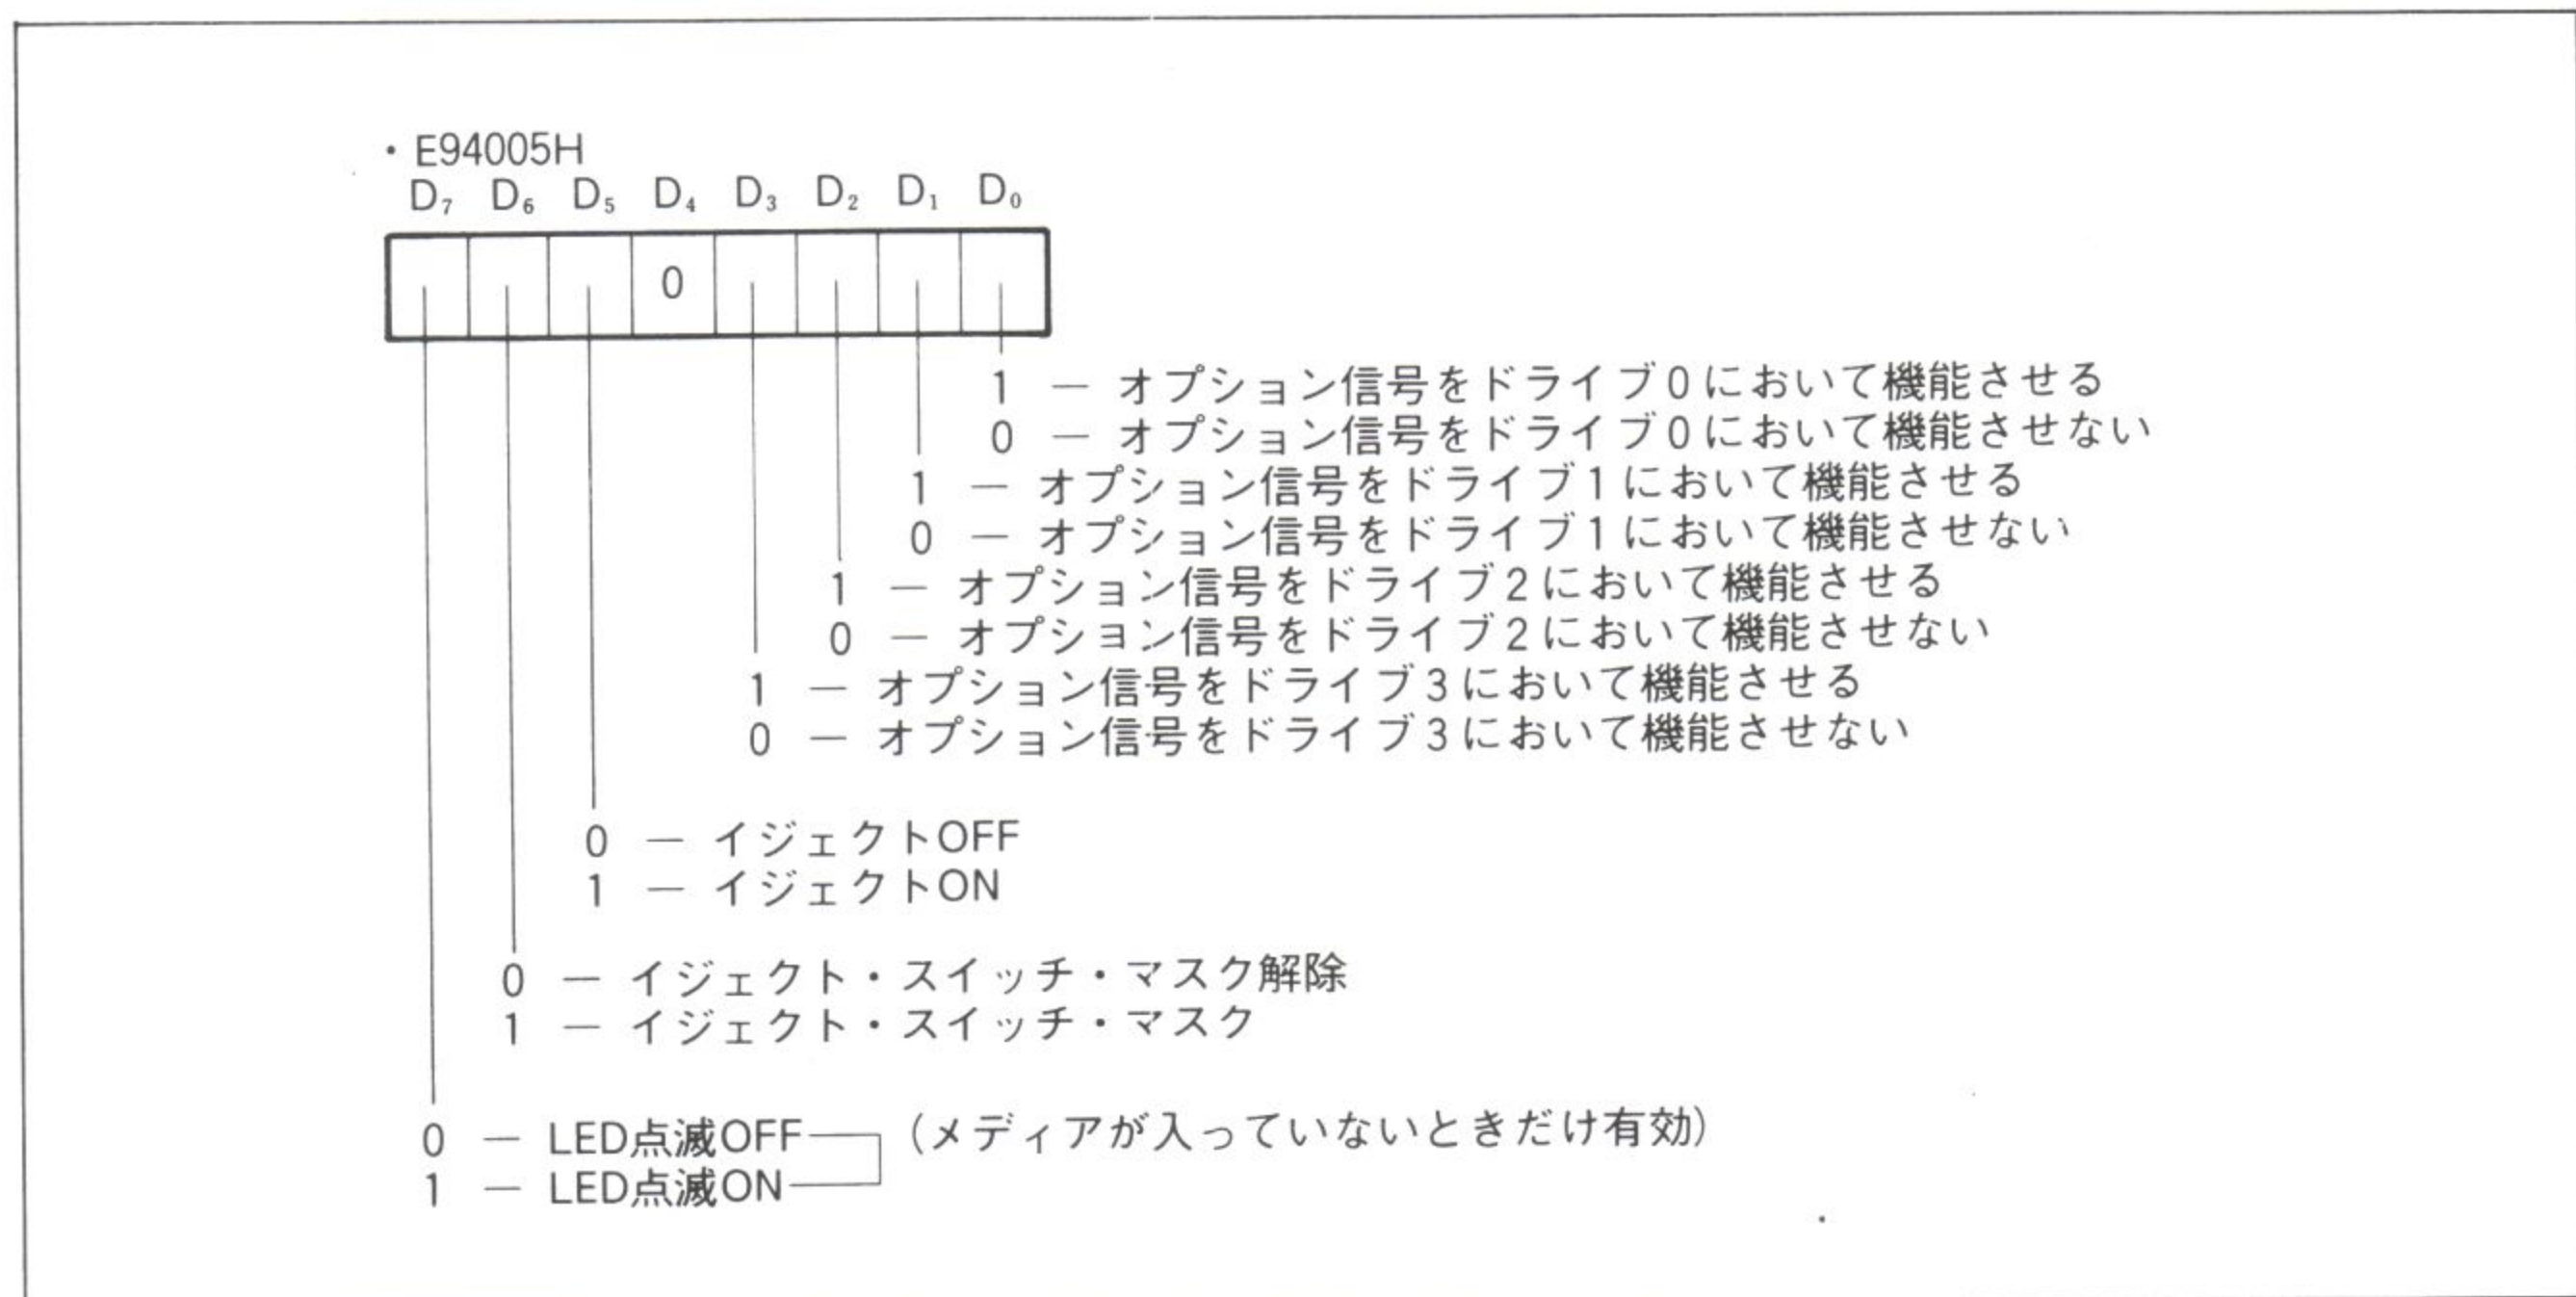 ・E94005H
D₇ D₆ D₅ D₄ D₃ D₂ D₁ D₀
0
1 — オプション信号をドライブ0において機能させる
0 — オプション信号をドライブ0において機能させない
1 — オプション信号をドライブ1において機能させる
0 — オプション信号をドライブ1において機能させない
1 — オプション信号をドライブ2において機能させる
0 — オプション信号をドライブ2において機能させない
1 — オプション信号をドライブ3において機能させる
0 — オプション信号をドライブ3において機能させない
0 — イジェクトOFF
1 — イジェクトON
0 — イジェクト・スイッチ・マスク解除
1 — イジェクト・スイッチ・マスク
0 — LED点滅OFF (メディアが入っていないときだけ有効)
1 — LED点滅ON